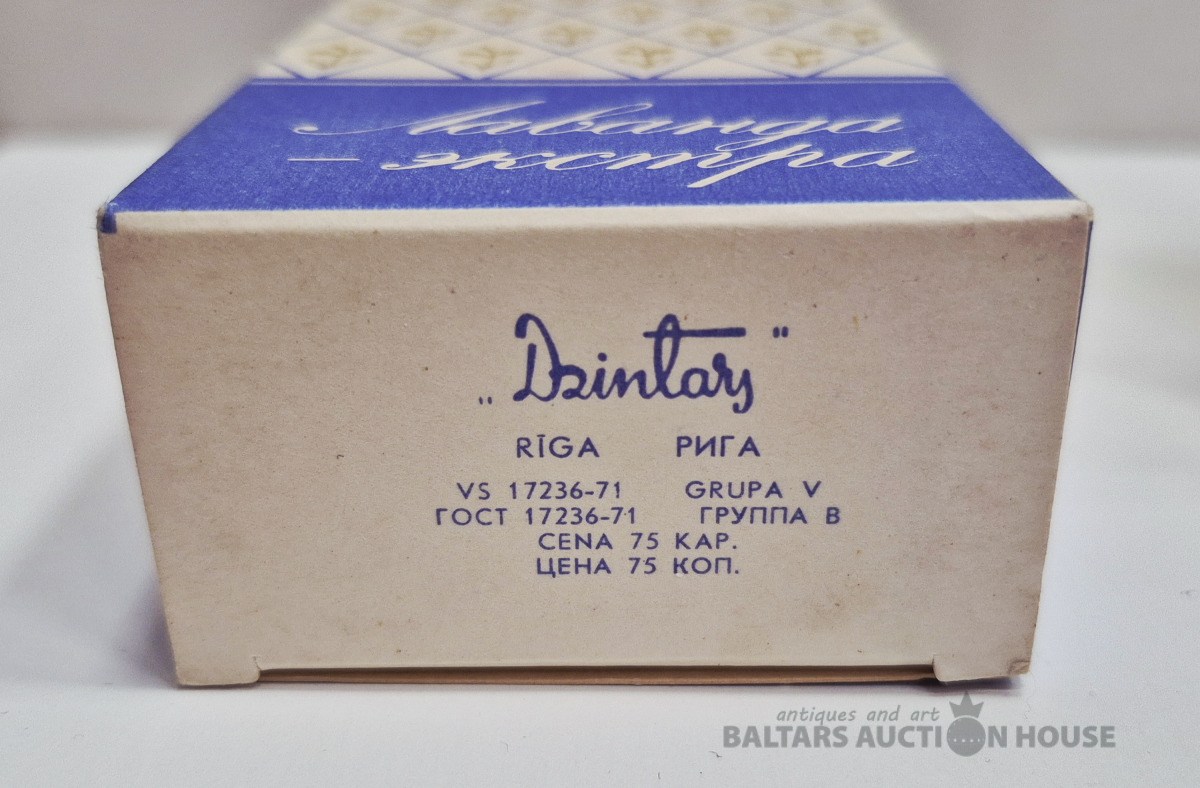 Лаванда
— экстра
„Dzintars"
RĪGA РИГА
VS 17236-71 GRUPA V
ГОСТ 17236-71 ГРУППА В
CENA 75 KAP.
ЦЕНА 75 КОП.
antiques and art
BALTARS AUCTION HOUSE